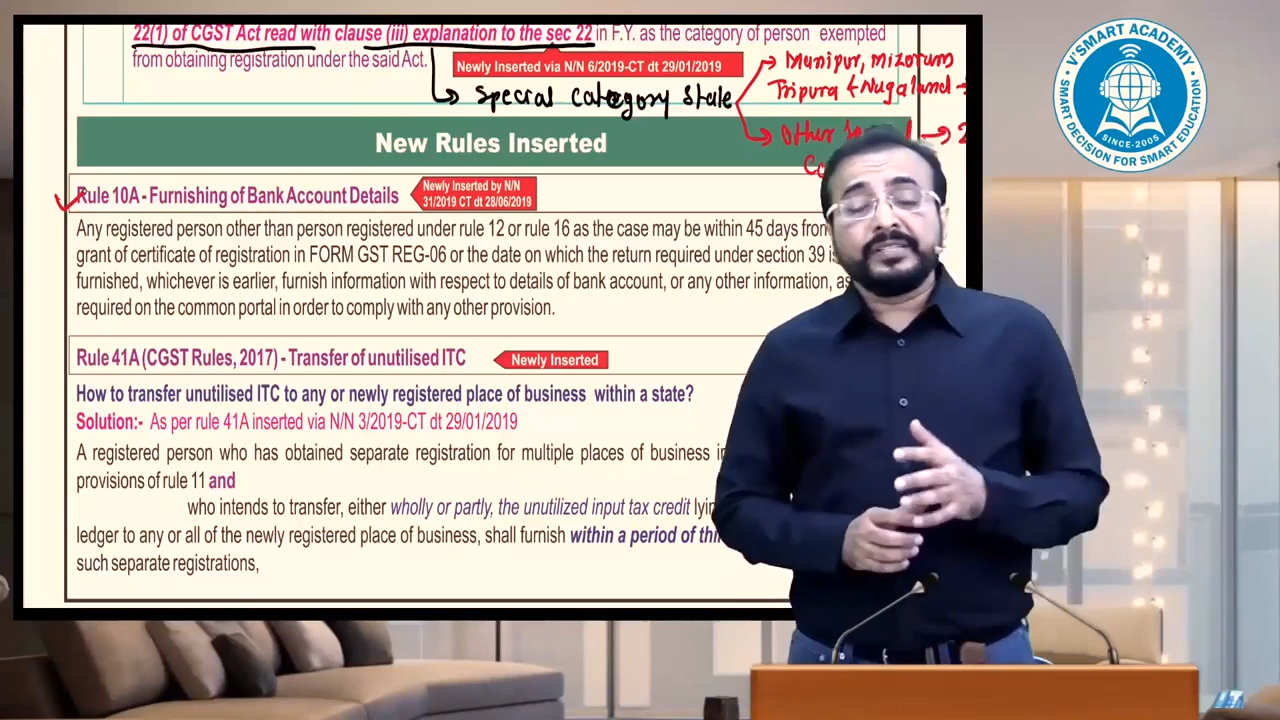 22(1) of CGST Act read with clause (iii) explanation to the sec 22 in F.Y. as the category of person exempted
from obtaining registration under the said Act.
Newly Inserted via N/N 6/2019-CT dt 29/01/2019
Special Category State
Manipur, Mizorum
Tripura & Nagaland
Other
New Rules Inserted
Rule 10A - Furnishing of Bank Account Details
Newly Inserted by N/N
31/2019 CT dt 28/06/2019
Any registered person other than person registered under rule 12 or rule 16 as the case may be within 45 days from
grant of certificate of registration in FORM GST REG-06 or the date on which the return required under section 39 is
furnished, whichever is earlier, furnish information with respect to details of bank account, or any other information, as
required on the common portal in order to comply with any other provision.
Rule 41A (CGST Rules, 2017) - Transfer of unutilised ITC
Newly Inserted
How to transfer unutilised ITC to any or newly registered place of business within a state?
Solution:- As per rule 41A inserted via N/N 3/2019-CT dt 29/01/2019
A registered person who has obtained separate registration for multiple places of business
provisions of rule 11 and
who intends to transfer, either wholly or partly, the unutilized input tax credit
ledger to any or all of the newly registered place of business, shall furnish within a period of
such separate registrations,
V'SMART ACADEMY
SINCE-2005
SMART DECISION FOR SMART EDUCATION